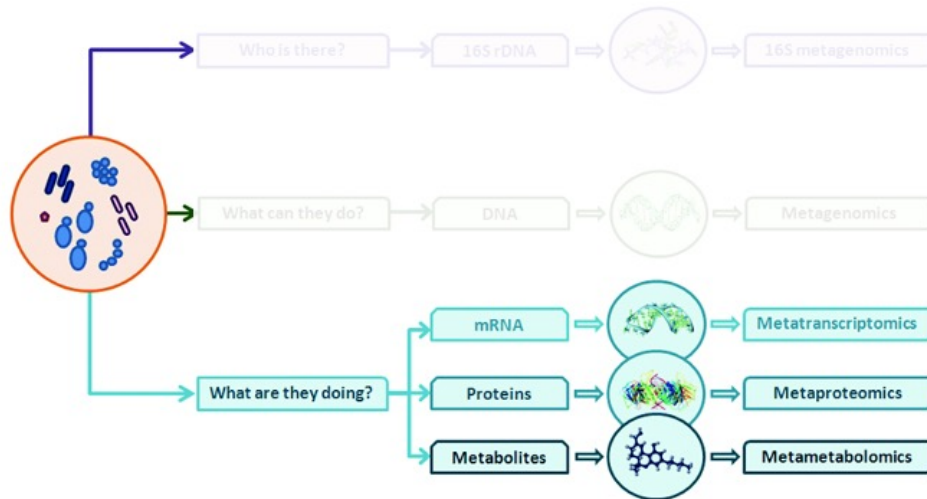 Who is there? 16S rDNA 16S metagenomics
What can they do? DNA Metagenomics
mRNA Metatranscriptomics
What are they doing? Proteins Metaproteomics
Metabolites Metametabolomics